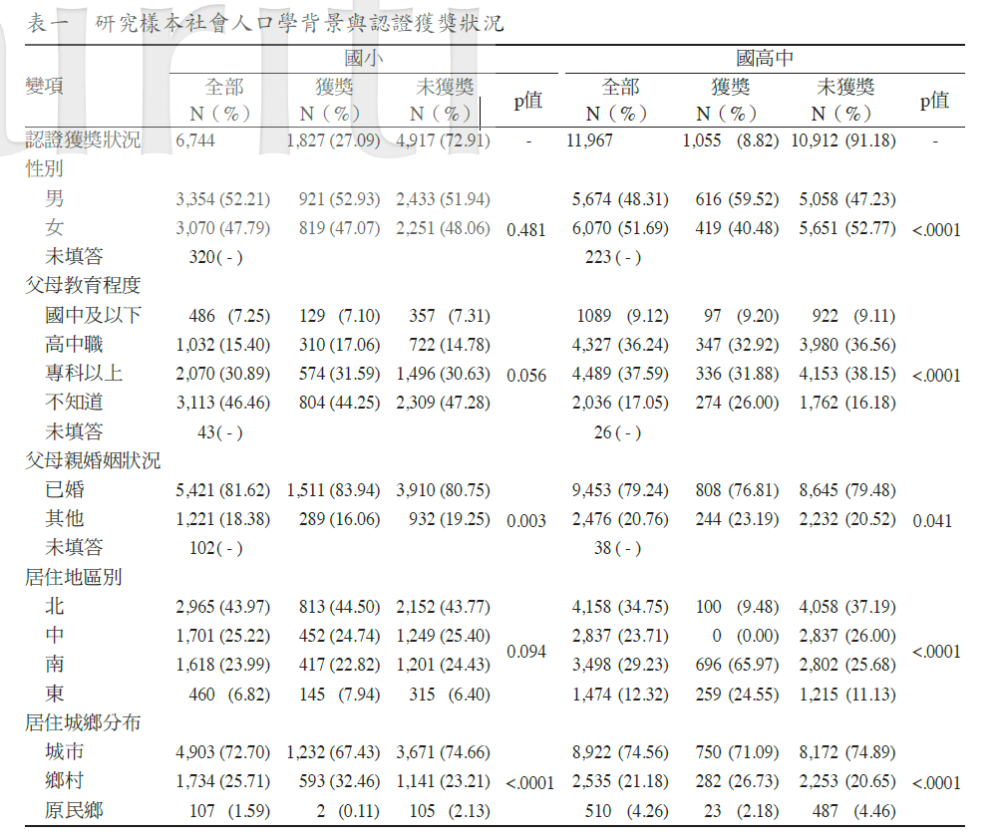 表一 研究樣本社會人口學背景與認證獲獎狀況
國小 國高中
變項 全部 獲獎 未獲獎 p值 全部 獲獎 未獲獎 p值
N（%） N（%） N（%） N（%） N（%） N（%）
認證獲獎狀況 6,744 1,827 (27.09) 4,917 (72.91) - 11,967 1,055 (8.82) 10,912 (91.18) -
性別
男 3,354 (52.21) 921 (52.93) 2,433 (51.94) 5,674 (48.31) 616 (59.52) 5,058 (47.23)
女 3,070 (47.79) 819 (47.07) 2,251 (48.06) 0.481 6,070 (51.69) 419 (40.48) 5,651 (52.77) <.0001
未填答 320( - ) 223( - )
父母教育程度
國中及以下 486 (7.25) 129 (7.10) 357 (7.31) 1089 (9.12) 97 (9.20) 922 (9.11)
高中職 1,032 (15.40) 310 (17.06) 722 (14.78) 4,327 (36.24) 347 (32.92) 3,980 (36.56)
專科以上 2,070 (30.89) 574 (31.59) 1,496 (30.63) 0.056 4,489 (37.59) 336 (31.88) 4,153 (38.15) <.0001
不知道 3,113 (46.46) 804 (44.25) 2,309 (47.28) 2,036 (17.05) 274 (26.00) 1,762 (16.18)
未填答 43( - ) 26( - )
父母親婚姻狀況
已婚 5,421 (81.62) 1,511 (83.94) 3,910 (80.75) 9,453 (79.24) 808 (76.81) 8,645 (79.48)
其他 1,221 (18.38) 289 (16.06) 932 (19.25) 0.003 2,476 (20.76) 244 (23.19) 2,232 (20.52) 0.041
未填答 102( - ) 38( - )
居住地區別
北 2,965 (43.97) 813 (44.50) 2,152 (43.77) 4,158 (34.75) 100 (9.48) 4,058 (37.19)
中 1,701 (25.22) 452 (24.74) 1,249 (25.40) 0.094 2,837 (23.71) 0 (0.00) 2,837 (26.00) <.0001
南 1,618 (23.99) 417 (22.82) 1,201 (24.43) 3,498 (29.23) 696 (65.97) 2,802 (25.68)
東 460 (6.82) 145 (7.94) 315 (6.40) 1,474 (12.32) 259 (24.55) 1,215 (11.13)
居住城鄉分布
城市 4,903 (72.70) 1,232 (67.43) 3,671 (74.66) 8,922 (74.56) 750 (71.09) 8,172 (74.89)
鄉村 1,734 (25.71) 593 (32.46) 1,141 (23.21) <.0001 2,535 (21.18) 282 (26.73) 2,253 (20.65) <.0001
原民鄉 107 (1.59) 2 (0.11) 105 (2.13) 510 (4.26) 23 (2.18) 487 (4.46)